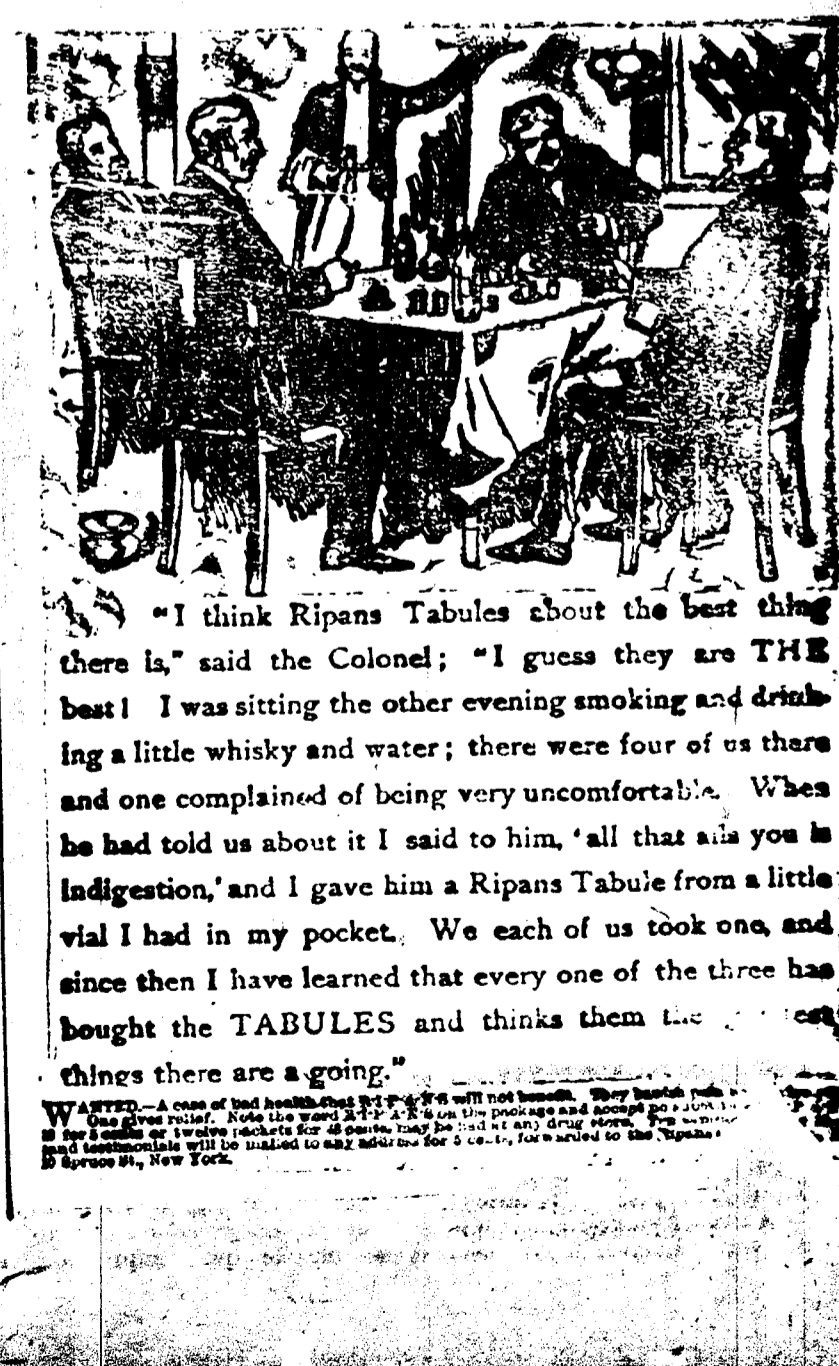 "I think Ripans Tabules about the best thing
there is," said the Colonel; "I guess they are THE
best! I was sitting the other evening smoking and drink-
ing a little whisky and water; there were four of us there
and one complained of being very uncomfortable. When
he had told us about it I said to him, 'all that ails you is
indigestion,' and I gave him a Ripans Tabule from a little
vial I had in my pocket. We each of us took one, and
since then I have learned that every one of the three has
bought the TABULES and thinks them
things there are a going."
WANTED.—A case of bad health that R·I·P·A·N·S will not benefit. They banish pain
One gives relief. Note the word R·I·P·A·N·S on the package and accept no
10 for 5 cents or twelve packets for 48 cents, may be had at any drug store. Ten
and testimonials will be mailed to any address for 5 cents, forwarded to the Ripans
10 Spruce St., New York.